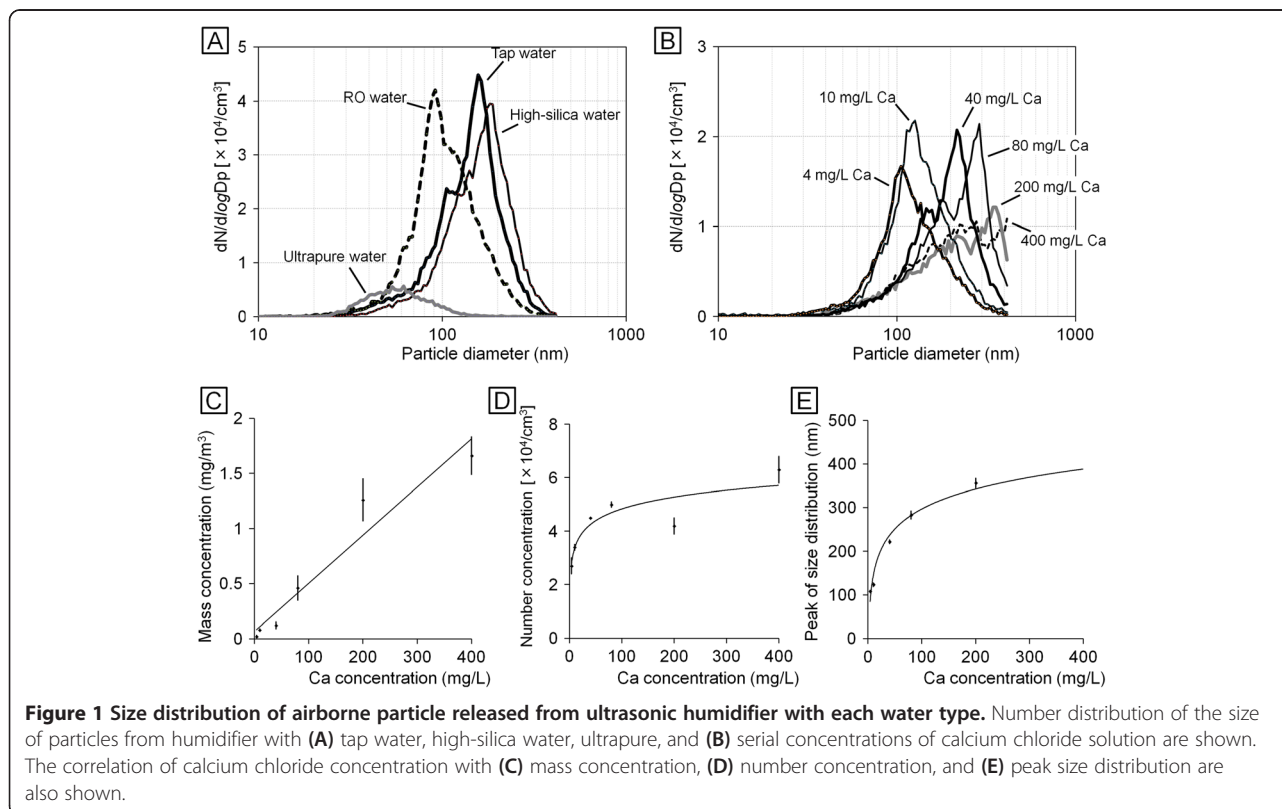 A
dN/dlogDp [ × 10⁴/cm³]
5
4
3
2
1
0
10
100
1000
Particle diameter (nm)
Tap water
RO water
High-silica water
Ultrapure water
B
dN/dlogDp [ × 10⁴/cm³]
3
2
1
0
10
100
1000
Particle diameter (nm)
10 mg/L Ca
40 mg/L Ca
80 mg/L Ca
4 mg/L Ca
200 mg/L Ca
400 mg/L Ca
C
Mass concentration (mg/m³)
2
1.5
1
0.5
0
0
100
200
300
400
Ca concentration (mg/L)
D
Number concentration [ × 10⁴/cm³]
8
6
4
2
0
0
100
200
300
400
Ca concentration (mg/L)
E
Peak of size distribution (nm)
500
400
300
200
100
0
0
100
200
300
400
Ca concentration (mg/L)
Figure 1 Size distribution of airborne particle released from ultrasonic humidifier with each water type. Number distribution of the size
of particles from humidifier with (A) tap water, high-silica water, ultrapure, and (B) serial concentrations of calcium chloride solution are shown.
The correlation of calcium chloride concentration with (C) mass concentration, (D) number concentration, and (E) peak size distribution are
also shown.